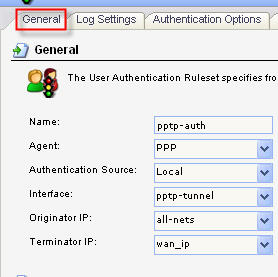 General
Log Settings
Authentication Options
General
The User Authentication Ruleset specifies fro
Name:
pptp-auth
Agent:
PPP
Authentication Source:
Local
Interface:
pptp-tunnel
Originator IP:
all-nets
Terminator IP:
wan_ip